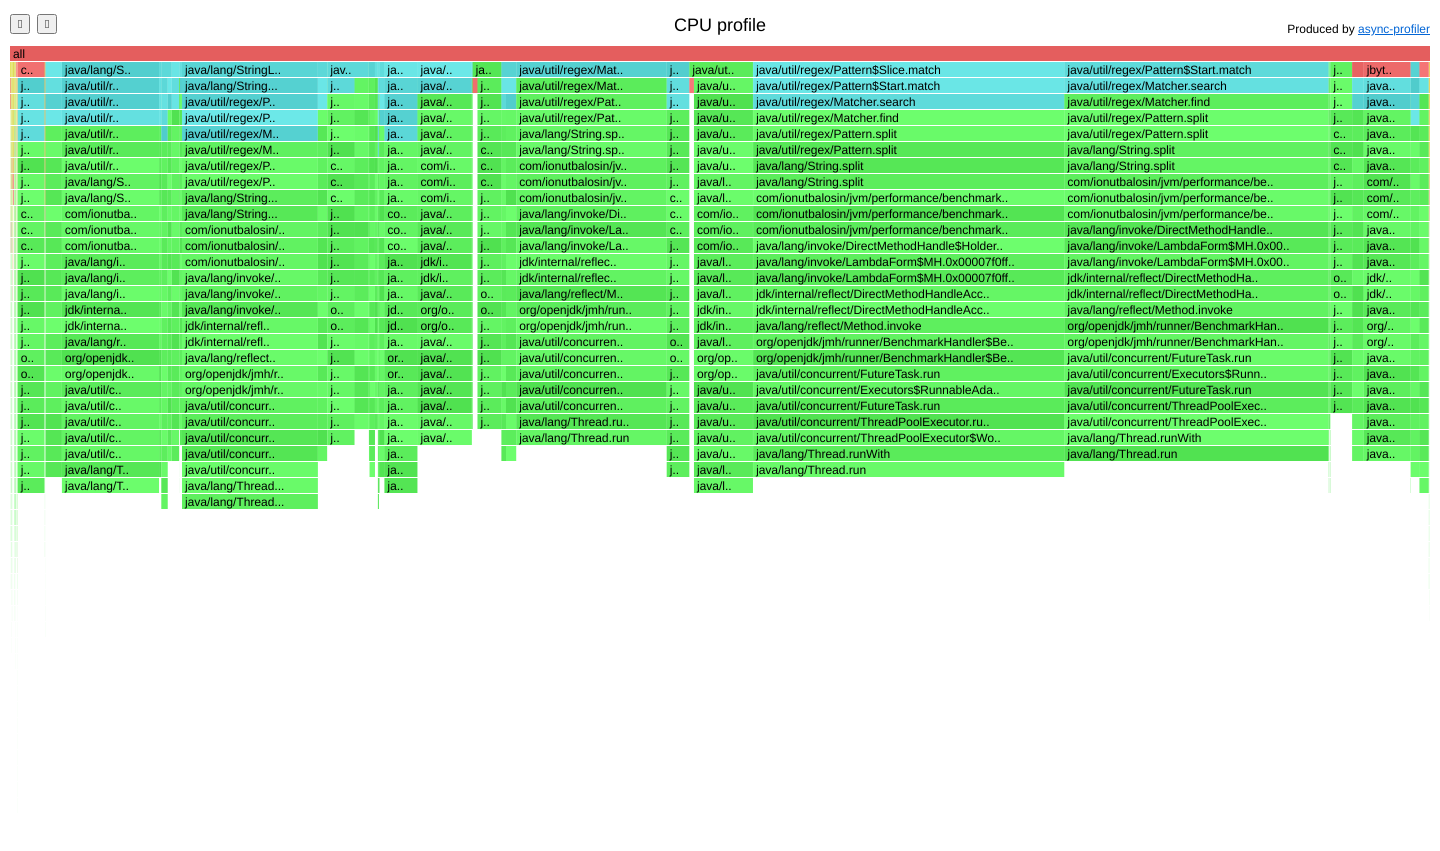 CPU profile
Produced by async-profiler
all
c.. java/lang/S.. java/lang/StringL.. jav.. ja.. java/.. ja.. java/util/regex/Mat.. j.. java/ut.. java/util/regex/Pattern$Slice.match java/util/regex/Pattern$Start.match j.. jbyt..
j.. java/util/r.. java/lang/String... j.. ja.. java/.. j.. java/util/regex/Mat.. j.. java/u.. java/util/regex/Pattern$Start.match java/util/regex/Matcher.search j.. java..
j.. java/util/r.. java/util/regex/P.. j.. ja.. java/.. j.. java/util/regex/Pat.. j.. java/u.. java/util/regex/Matcher.search java/util/regex/Matcher.find j.. java..
j.. java/util/r.. java/util/regex/P.. j.. ja.. java/.. j.. java/util/regex/Pat.. j.. java/u.. java/util/regex/Matcher.find java/util/regex/Pattern.split j.. java..
j.. java/util/r.. java/util/regex/M.. j.. ja.. java/.. j.. java/lang/String.sp.. j.. java/u.. java/util/regex/Pattern.split java/util/regex/Pattern.split c.. java..
j.. java/util/r.. java/util/regex/M.. j.. ja.. java/.. c.. java/lang/String.sp.. j.. java/u.. java/util/regex/Pattern.split java/lang/String.split c.. java..
j.. java/util/r.. java/util/regex/P.. c.. ja.. com/i.. c.. com/ionutbalosin/jv.. j.. java/u.. java/lang/String.split java/lang/String.split c.. java..
j.. java/lang/S.. java/util/regex/P.. c.. ja.. com/i.. c.. com/ionutbalosin/jv.. j.. java/l.. java/lang/String.split com/ionutbalosin/jvm/performance/be.. j.. com/..
j.. java/lang/S.. java/lang/String... c.. ja.. com/i.. j.. com/ionutbalosin/jv.. c.. java/l.. com/ionutbalosin/jvm/performance/benchmark.. com/ionutbalosin/jvm/performance/be.. j.. com/..
c.. com/ionutba.. java/lang/String... j.. co.. java/.. j.. java/lang/invoke/Di.. c.. com/io.. com/ionutbalosin/jvm/performance/benchmark.. com/ionutbalosin/jvm/performance/be.. j.. com/..
c.. com/ionutba.. com/ionutbalosin/.. j.. co.. java/.. j.. java/lang/invoke/La.. c.. com/io.. com/ionutbalosin/jvm/performance/benchmark.. java/lang/invoke/DirectMethodHandle.. j.. java..
c.. com/ionutba.. com/ionutbalosin/.. j.. co.. java/.. j.. java/lang/invoke/La.. j.. com/io.. java/lang/invoke/DirectMethodHandle$Holder.. java/lang/invoke/LambdaForm$MH.0x00.. j.. java..
j.. java/lang/i.. com/ionutbalosin/.. j.. ja.. jdk/i.. j.. jdk/internal/reflec.. j.. java/l.. java/lang/invoke/LambdaForm$MH.0x00007f0ff.. java/lang/invoke/LambdaForm$MH.0x00.. j.. java..
j.. java/lang/i.. java/lang/invoke/.. j.. ja.. jdk/i.. j.. jdk/internal/reflec.. j.. java/l.. java/lang/invoke/LambdaForm$MH.0x00007f0ff.. jdk/internal/reflect/DirectMethodHa.. o.. jdk/..
j.. java/lang/i.. java/lang/invoke/.. j.. ja.. java/.. o.. java/lang/reflect/M.. j.. java/l.. jdk/internal/reflect/DirectMethodHandleAcc.. jdk/internal/reflect/DirectMethodHa.. o.. jdk/..
j.. jdk/interna.. java/lang/invoke/.. o.. jd.. org/o.. o.. org/openjdk/jmh/run.. j.. jdk/in.. jdk/internal/reflect/DirectMethodHandleAcc.. java/lang/reflect/Method.invoke j.. java..
j.. jdk/interna.. jdk/internal/refl.. o.. jd.. org/o.. j.. org/openjdk/jmh/run.. j.. jdk/in.. java/lang/reflect/Method.invoke org/openjdk/jmh/runner/BenchmarkHan.. j.. org/..
j.. java/lang/r.. jdk/internal/refl.. j.. ja.. java/.. j.. java/util/concurren.. o.. java/l.. org/openjdk/jmh/runner/BenchmarkHandler$Be.. org/openjdk/jmh/runner/BenchmarkHan.. j.. org/..
o.. org/openjdk.. java/lang/reflect.. j.. or.. java/.. j.. java/util/concurren.. o.. org/op.. org/openjdk/jmh/runner/BenchmarkHandler$Be.. java/util/concurrent/FutureTask.run j.. java..
o.. org/openjdk.. org/openjdk/jmh/r.. j.. or.. java/.. j.. java/util/concurren.. j.. org/op.. java/util/concurrent/FutureTask.run java/util/concurrent/Executors$Runn.. j.. java..
j.. java/util/c.. org/openjdk/jmh/r.. j.. ja.. java/.. j.. java/util/concurren.. j.. java/u.. java/util/concurrent/Executors$RunnableAda.. java/util/concurrent/FutureTask.run j.. java..
j.. java/util/c.. java/util/concurr.. j.. ja.. java/.. j.. java/util/concurren.. j.. java/u.. java/util/concurrent/FutureTask.run java/util/concurrent/ThreadPoolExec.. j.. java..
j.. java/util/c.. java/util/concurr.. j.. ja.. java/.. j.. java/lang/Thread.ru.. j.. java/u.. java/util/concurrent/ThreadPoolExecutor.ru.. java/util/concurrent/ThreadPoolExec.. java..
j.. java/util/c.. java/util/concurr.. j.. ja.. java/.. java/lang/Thread.run j.. java/u.. java/util/concurrent/ThreadPoolExecutor$Wo.. java/lang/Thread.runWith java..
j.. java/util/c.. java/util/concurr.. ja.. j.. java/u.. java/lang/Thread.runWith java/lang/Thread.run java..
j.. java/lang/T.. java/util/concurr.. ja.. j.. java/l.. java/lang/Thread.run
j.. java/lang/T.. java/lang/Thread... ja.. java/l..
java/lang/Thread...